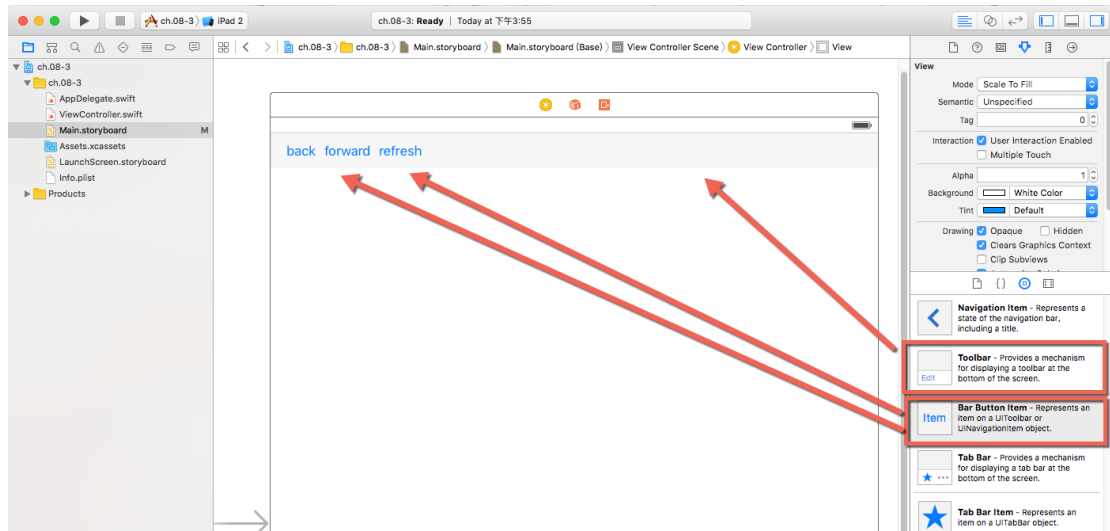 ch.08-3 〉 iPad 2
ch.08-3: Ready | Today at 下午3:55
ch.08-3 〉 ch.08-3 〉 Main.storyboard 〉 Main.storyboard (Base) 〉 View Controller Scene 〉 View Controller 〉 View
ch.08-3
ch.08-3
AppDelegate.swift
ViewController.swift
Main.storyboard M
Assets.xcassets
LaunchScreen.storyboard
Info.plist
Products
back forward refresh
View
Mode Scale To Fill
Semantic Unspecified
Tag 0
Interaction User Interaction Enabled
Multiple Touch
Alpha 1
Background White Color
Tint Default
Drawing Opaque Hidden
Clears Graphics Context
Clip Subviews
Navigation Item - Represents a
state of the navigation bar,
including a title.
Edit
Toolbar - Provides a mechanism
for displaying a toolbar at the
bottom of the screen.
Item
Bar Button Item - Represents an
item on a UIToolbar or
UINavigationItem object.
Tab Bar - Provides a mechanism
for displaying a tab bar at the
bottom of the screen.
Tab Bar Item - Represents an
item on a UITabBar object.